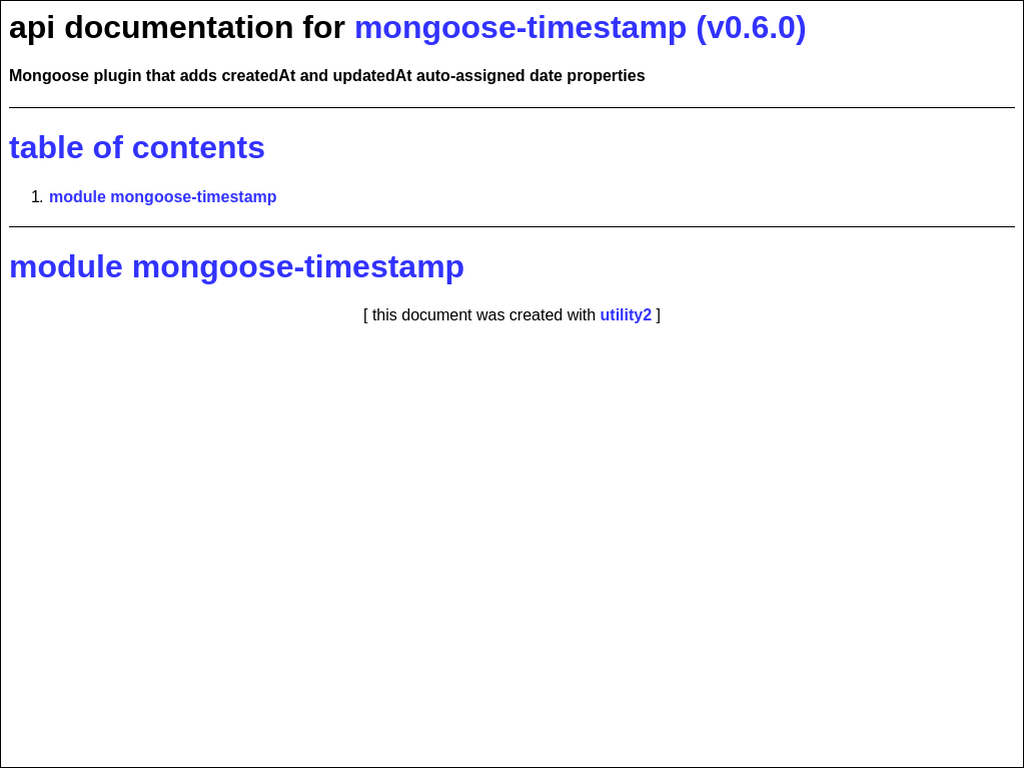 api documentation for mongoose-timestamp (v0.6.0)
Mongoose plugin that adds createdAt and updatedAt auto-assigned date properties
table of contents
1. module mongoose-timestamp
module mongoose-timestamp
[ this document was created with utility2 ]